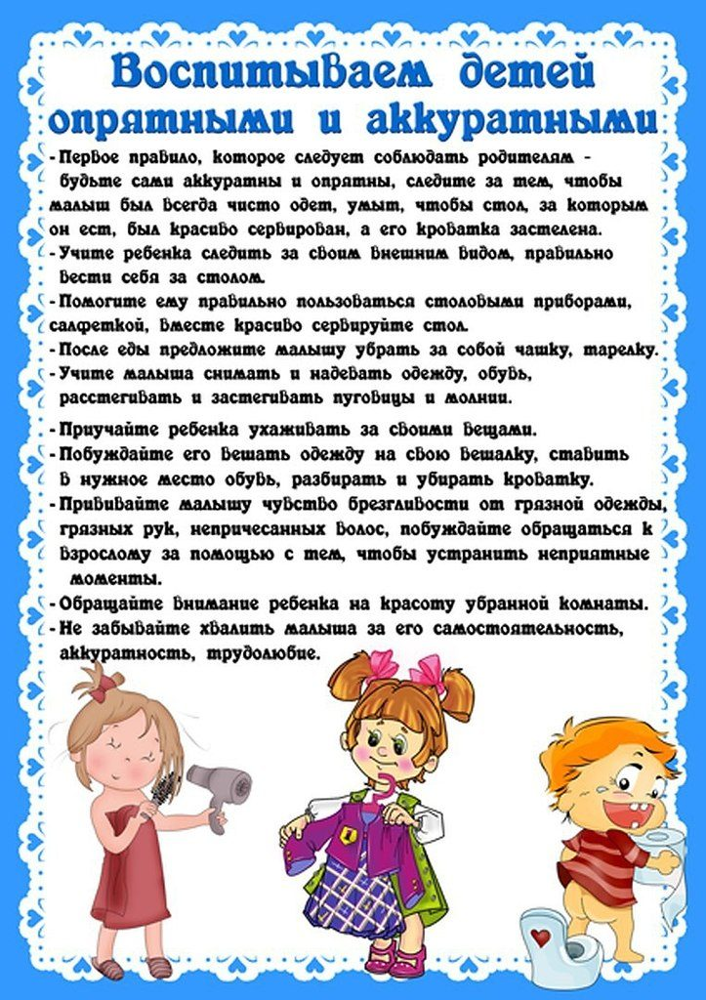 Воспитываем детей
опрятными и аккуратными
- Первое правило, которое следует соблюдать родителям -
будьте сами аккуратны и опрятны, следите за тем, чтобы
малыш был всегда чисто одет, умыт, чтобы стол, за которым
он ест, был красиво сервирован, а его кроватка застелена.
- Учите ребенка следить за своим внешним видом, правильно
вести себя за столом.
- Помогите ему правильно пользоваться столовыми приборами,
салфеткой, вместе красиво сервируйте стол.
- После еды предложите малышу убрать за собой чашку, тарелку.
- Учите малыша снимать и надевать одежду, обувь,
расстегивать и застегивать пуговицы и молнии.
- Приучайте ребенка ухаживать за своими вещами.
- Побуждайте его вешать одежду на свою вешалку, ставить
в нужное место обувь, разбирать и убирать кроватку.
- Прививайте малышу чувство брезгливости от грязной одежды,
грязных рук, непричесанных волос, побуждайте обращаться к
взрослому за помощью с тем, чтобы устранить неприятные
моменты.
- Обращайте внимание ребенка на красоту убранной комнаты.
- Не забывайте хвалить малыша за его самостоятельность,
аккуратность, трудолюбие.